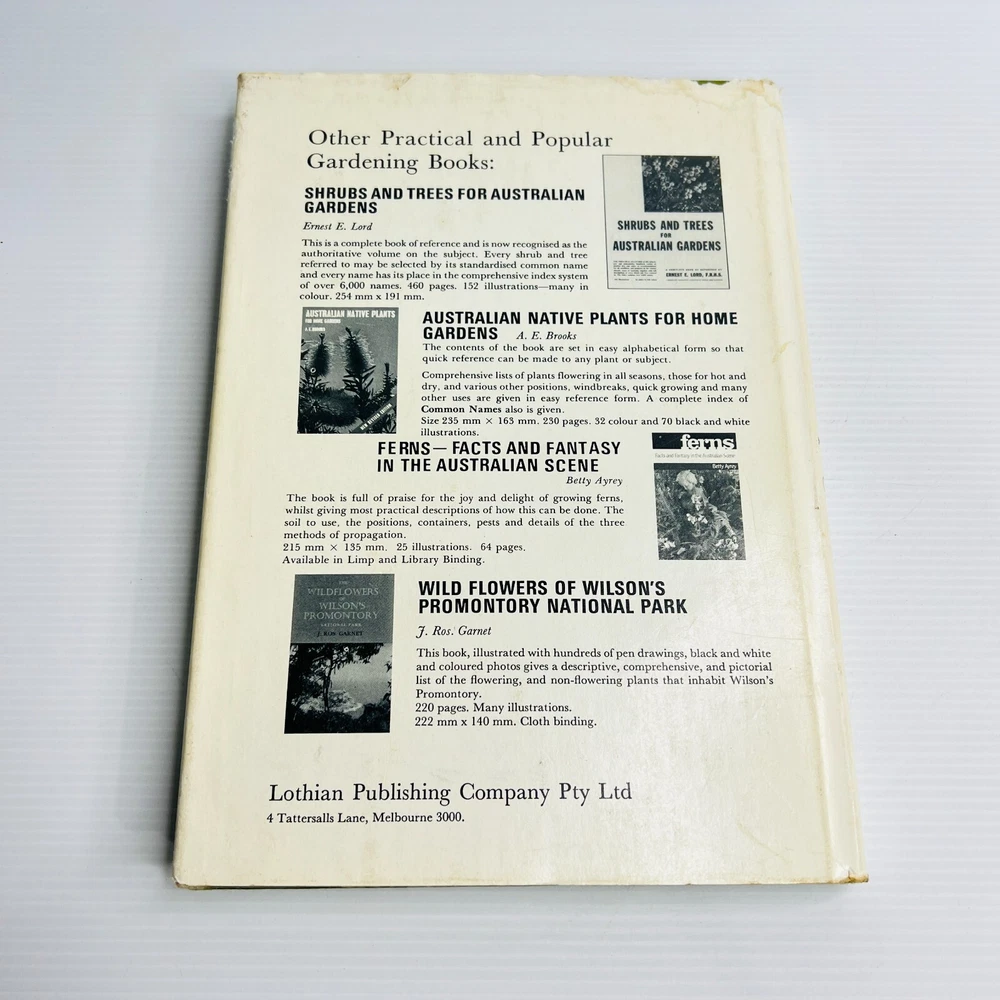 Other Practical and Popular
Gardening Books:
SHRUBS AND TREES FOR AUSTRALIAN
GARDENS
Ernest E. Lord
This is a complete book of reference and is now recognised as the
authoritative volume on the subject. Every shrub and tree
referred to may be selected by its standardised common name
and every name has its place in the comprehensive index system
of over 6,000 names. 460 pages. 152 illustrations—many in
colour. 254 mm x 191 mm.
SHRUBS AND TREES
FOR
AUSTRALIAN GARDENS
ERNEST E. LORD, F.R.H.S.
AUSTRALIAN NATIVE PLANTS
FOR HOME GARDENS
A. E. BROOKS
AUSTRALIAN NATIVE PLANTS FOR HOME
GARDENS A. E. Brooks
The contents of the book are set in easy alphabetical form so that
quick reference can be made to any plant or subject.
Comprehensive lists of plants flowering in all seasons, those for hot and
dry, and various other positions, windbreaks, quick growing and many
other uses are given in easy reference form. A complete index of
Common Names also is given.
Size 235 mm × 163 mm. 230 pages. 32 colour and 70 black and white
illustrations.
FERNS— FACTS AND FANTASY
IN THE AUSTRALIAN SCENE
Betty Ayrey
The book is full of praise for the joy and delight of growing ferns,
whilst giving most practical descriptions of how this can be done. The
soil to use, the positions, containers, pests and details of the three
methods of propagation.
215 mm × 135 mm. 25 illustrations. 64 pages.
Available in Limp and Library Binding.
ferns
Facts and Fantasy in the Australian Scene
Betty Ayrey
THE
WILDFLOWERS
OF
WILSON'S
PROMONTORY
NATIONAL PARK
J. ROS GARNET
WILD FLOWERS OF WILSON'S
PROMONTORY NATIONAL PARK
J. Ros. Garnet
This book, illustrated with hundreds of pen drawings, black and white
and coloured photos gives a descriptive, comprehensive, and pictorial
list of the flowering, and non-flowering plants that inhabit Wilson's
Promontory.
220 pages. Many illustrations.
222 mm x 140 mm. Cloth binding.
Lothian Publishing Company Pty Ltd
4 Tattersalls Lane, Melbourne 3000.